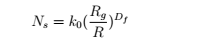 $N_s = k_0 (\frac{R_g}{R})^{D_f}$